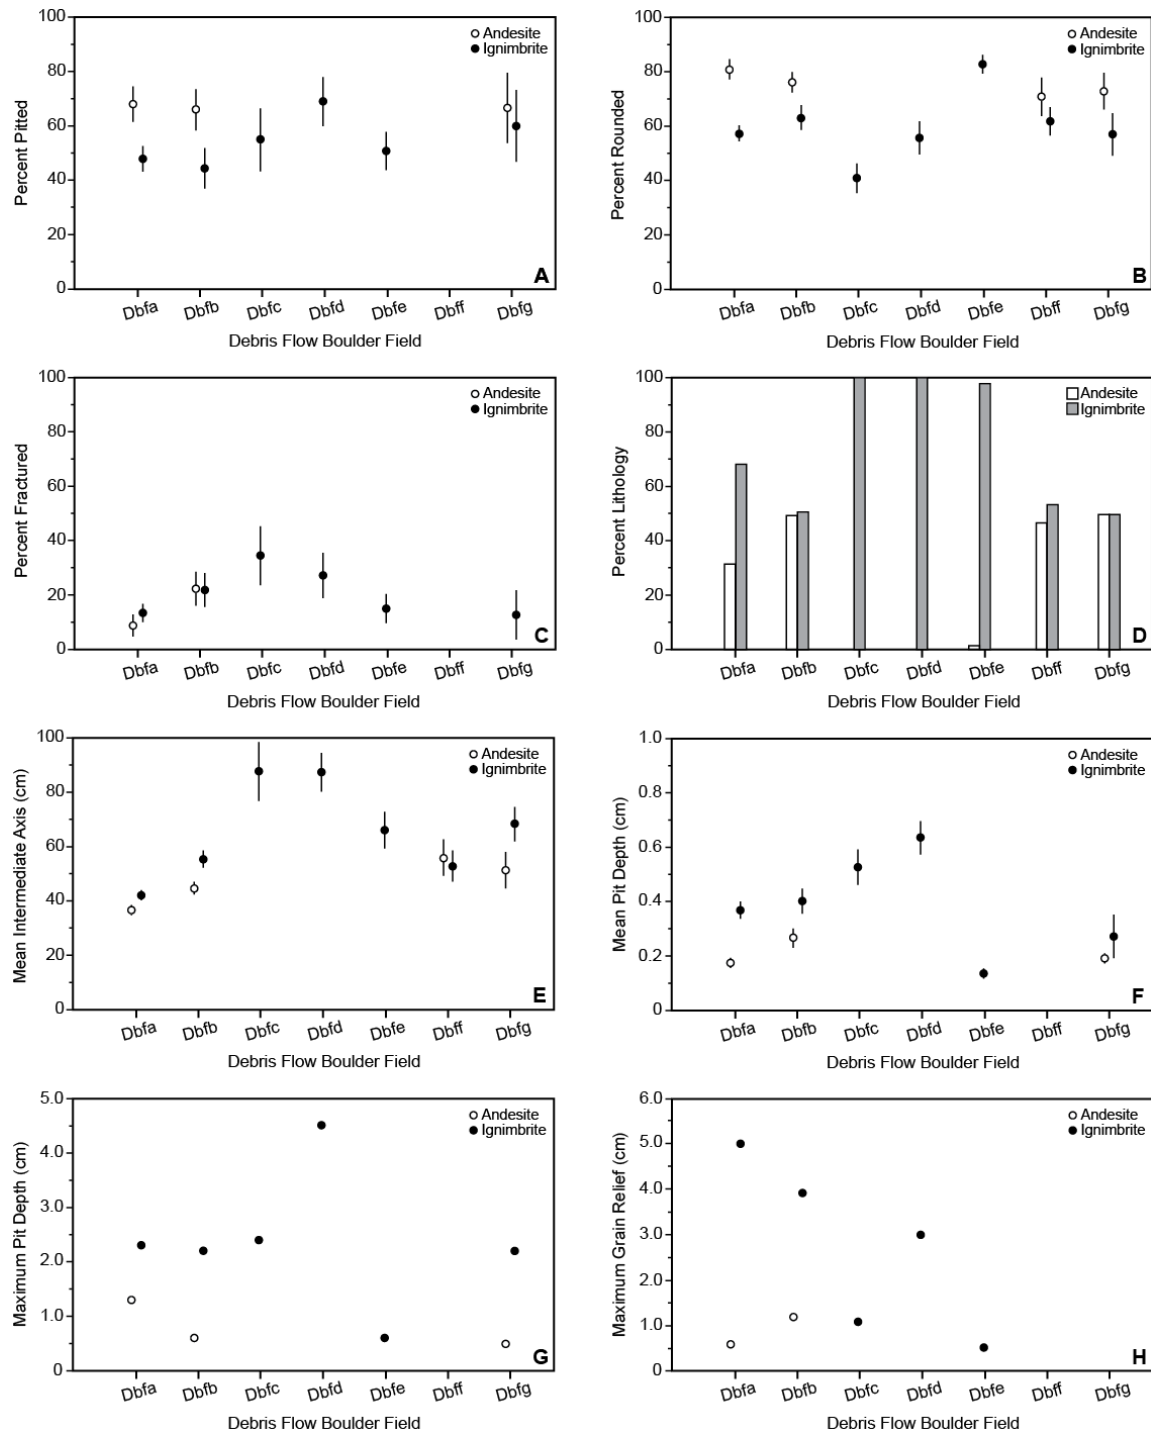 100
80
60
40
20
0
Percent Pitted
Andesite
Ignimbrite
A
Dbfa Dbfb Dbfc Dbfd Dbfe Dbff Dbfg
Debris Flow Boulder Field
100
80
60
40
20
0
Percent Rounded
Andesite
Ignimbrite
B
Dbfa Dbfb Dbfc Dbfd Dbfe Dbff Dbfg
Debris Flow Boulder Field
100
80
60
40
20
0
Percent Fractured
Andesite
Ignimbrite
C
Dbfa Dbfb Dbfc Dbfd Dbfe Dbff Dbfg
Debris Flow Boulder Field
100
80
60
40
20
0
Percent Lithology
Andesite
Ignimbrite
D
Dbfa Dbfb Dbfc Dbfd Dbfe Dbff Dbfg
Debris Flow Boulder Field
100
80
60
40
20
0
Mean Intermediate Axis (cm)
Andesite
Ignimbrite
E
Dbfa Dbfb Dbfc Dbfd Dbfe Dbff Dbfg
Debris Flow Boulder Field
1.0
0.8
0.6
0.4
0.2
0
Mean Pit Depth (cm)
Andesite
Ignimbrite
F
Dbfa Dbfb Dbfc Dbfd Dbfe Dbff Dbfg
Debris Flow Boulder Field
5.0
4.0
3.0
2.0
1.0
0
Maximum Pit Depth (cm)
Andesite
Ignimbrite
G
Dbfa Dbfb Dbfc Dbfd Dbfe Dbff Dbfg
Debris Flow Boulder Field
6.0
5.0
4.0
3.0
2.0
1.0
0
Maximum Grain Relief (cm)
Andesite
Ignimbrite
H
Dbfa Dbfb Dbfc Dbfd Dbfe Dbff Dbfg
Debris Flow Boulder Field